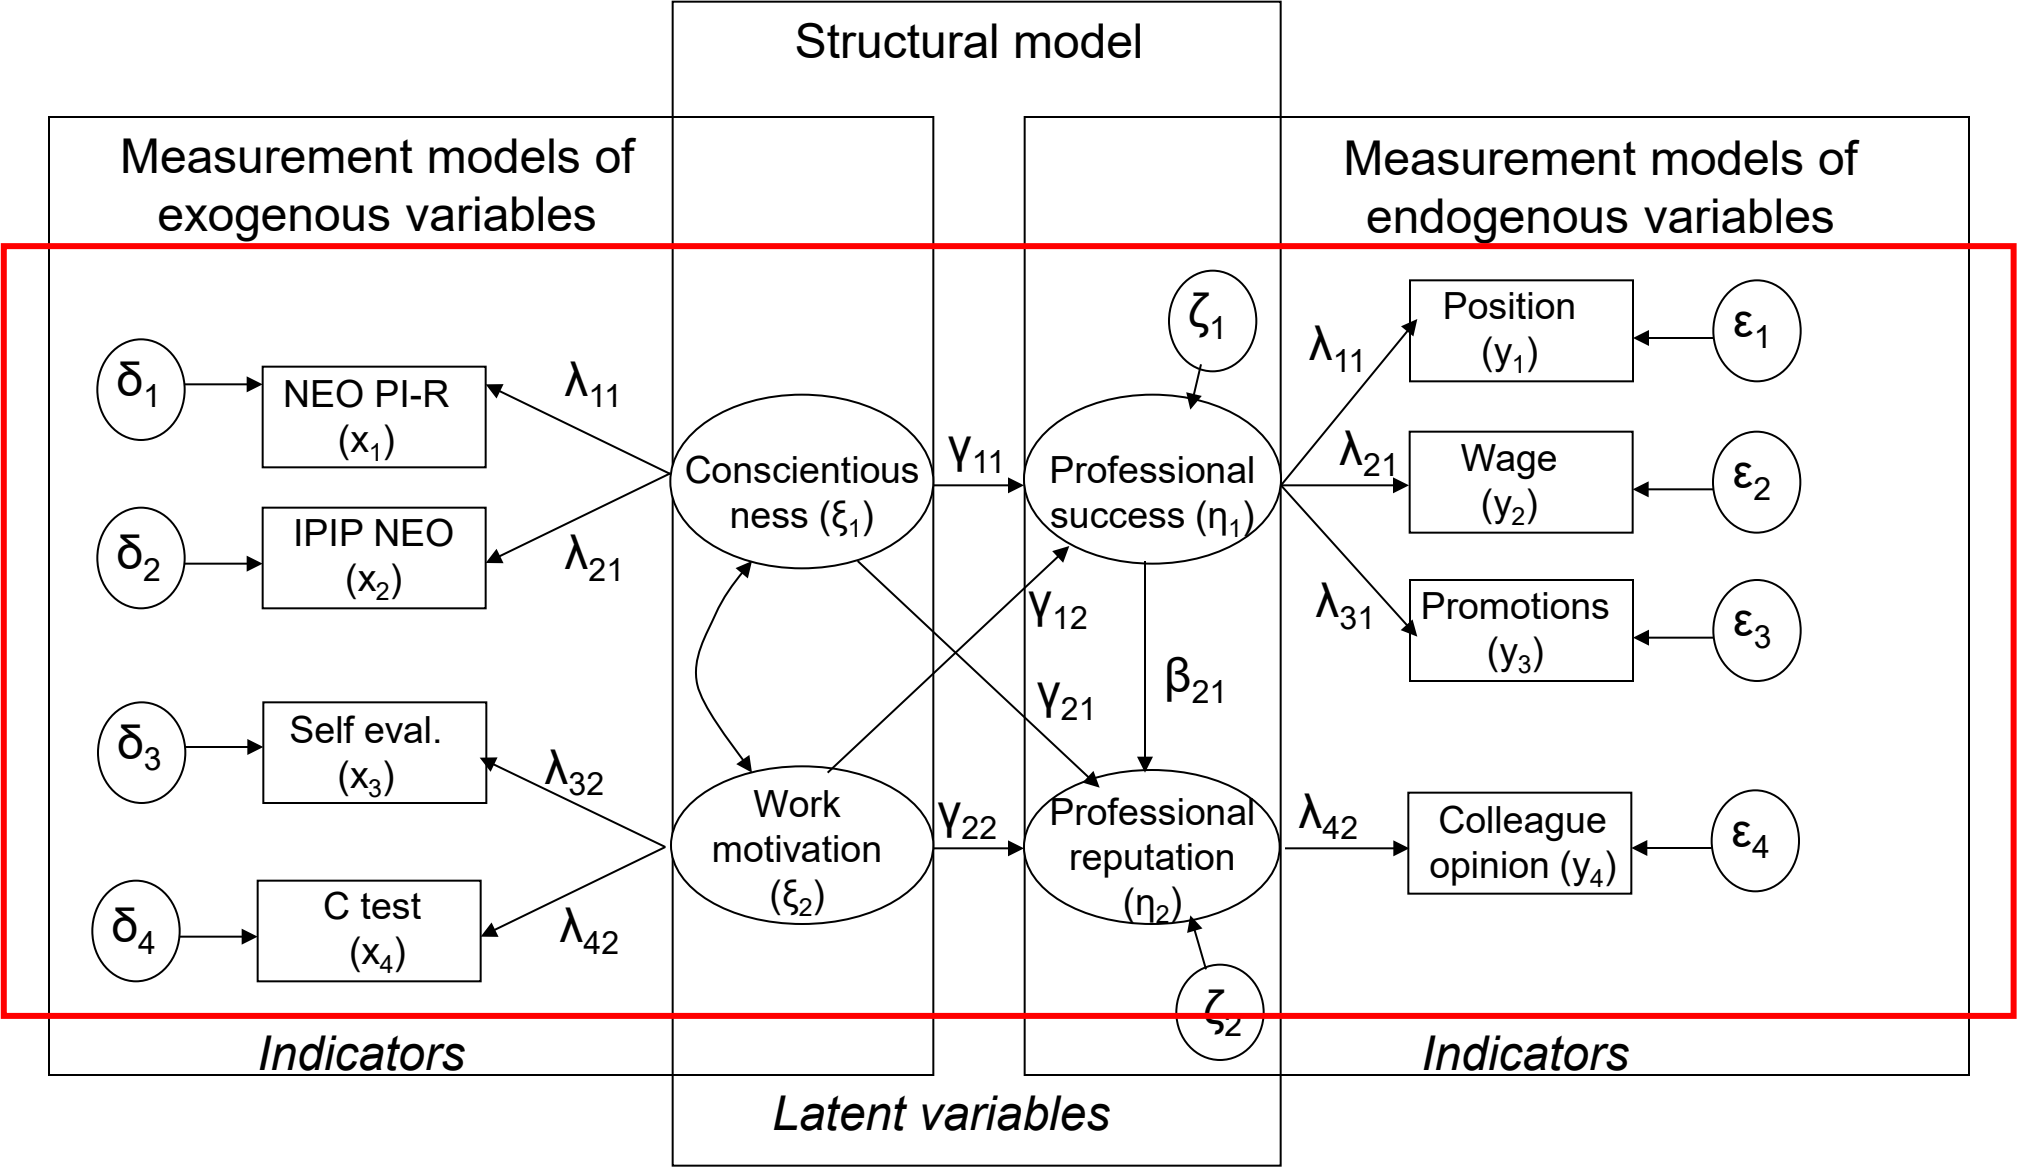 Structural model
Measurement models of
exogenous variables
Measurement models of
endogenous variables
δ1
NEO PI-R
(x1)
λ11
δ2
IPIP NEO
(x2)
λ21
δ3
Self eval.
(x3)
λ32
δ4
C test
(x4)
λ42
Conscientious
ness (ξ1)
Work
motivation
(ξ2)
γ11
γ12
γ21
γ22
ζ1
Professional
success (η1)
β21
Professional
reputation
(η2)
ζ2
λ11
Position
(y1)
ε1
λ21
Wage
(y2)
ε2
λ31
Promotions
(y3)
ε3
λ42
Colleague
opinion (y4)
ε4
Indicators
Indicators
Latent variables